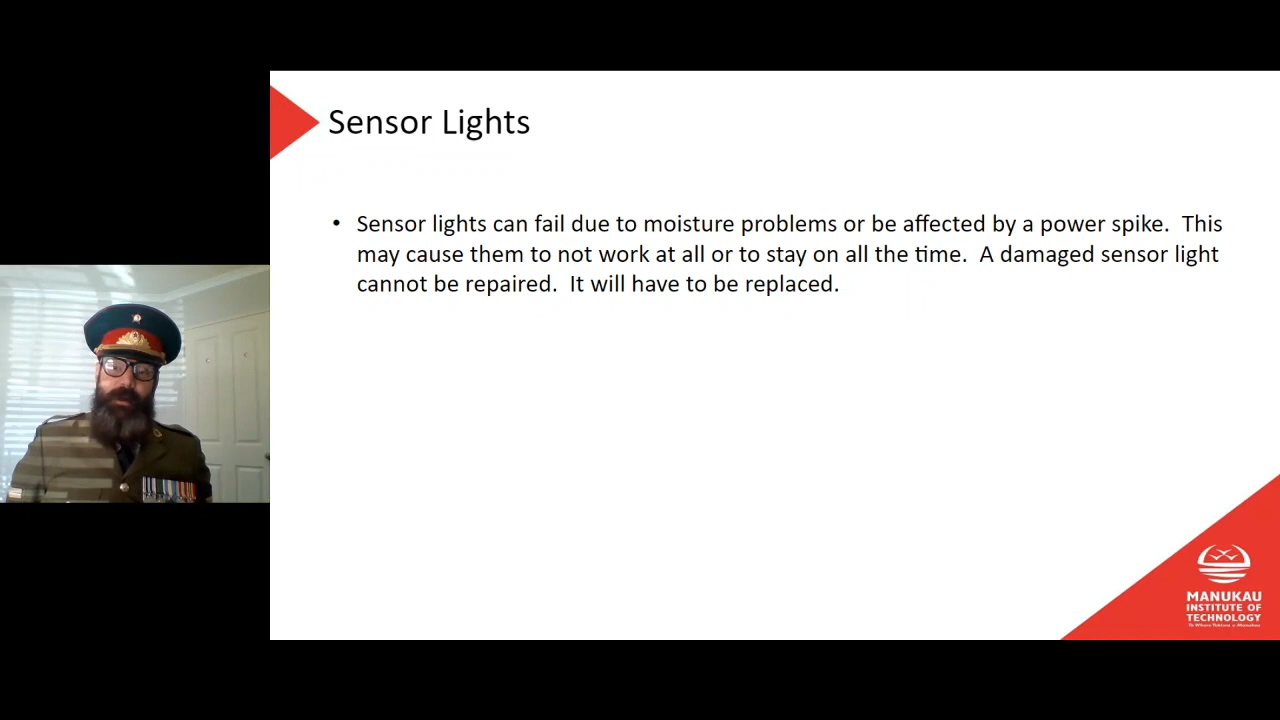 Sensor Lights
• Sensor lights can fail due to moisture problems or be affected by a power spike.  This
may cause them to not work at all or to stay on all the time.  A damaged sensor light
cannot be repaired.  It will have to be replaced.
MANUKAU
INSTITUTE OF
TECHNOLOGY